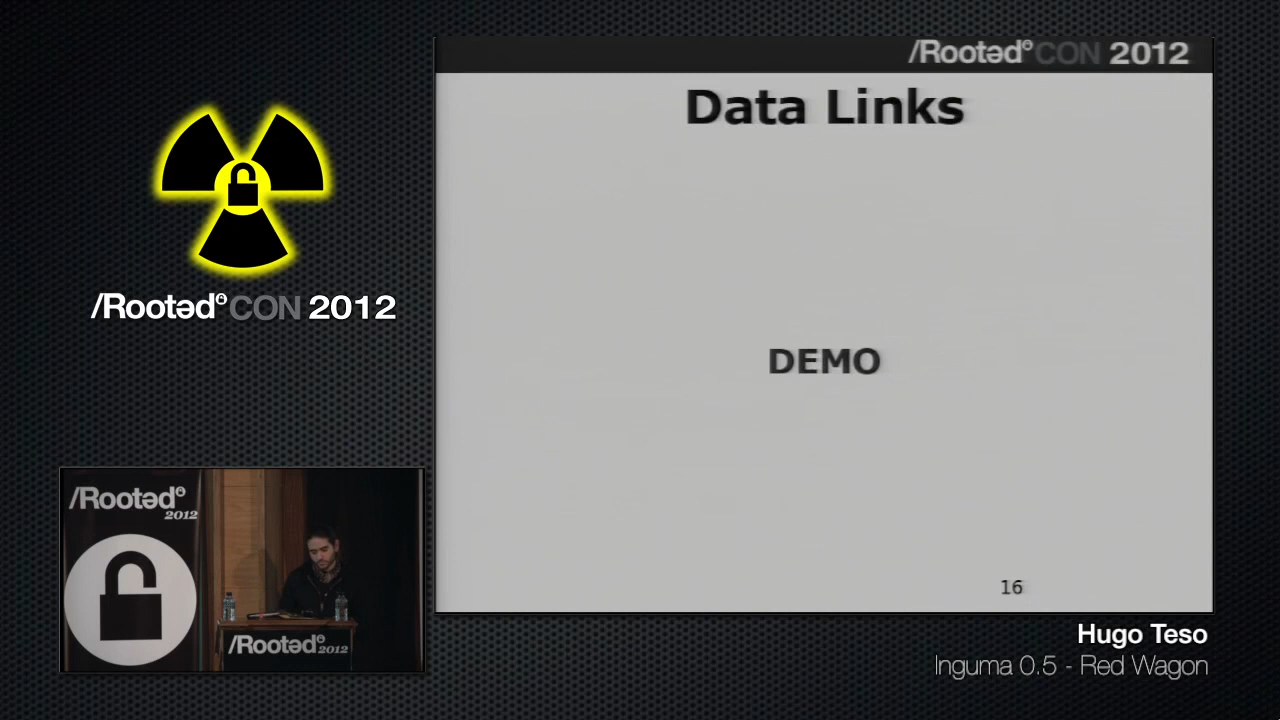 /Rootəd CON 2012
Data Links
DEMO
16
/Rootəd CON 2012
/Rootəd
2012
/Rootəd 2012
Hugo Teso
Inguma 0.5 - Red Wagon